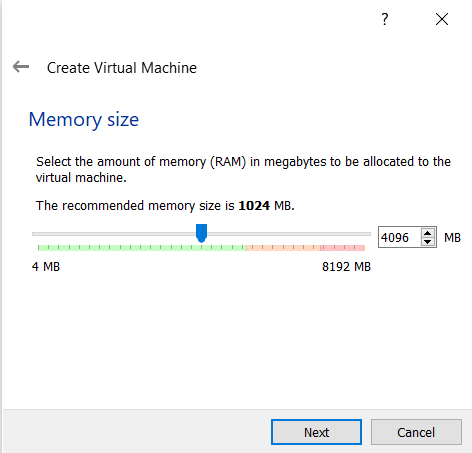 ?
Create Virtual Machine
Memory size
Select the amount of memory (RAM) in megabytes to be allocated to the
virtual machine.
The recommended memory size is 1024 MB.
4096 MB
4 MB 8192 MB
Next Cancel